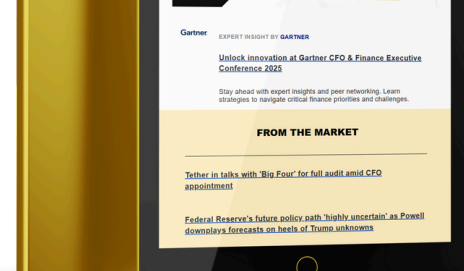 Gartner
EXPERT INSIGHT BY GARTNER
Unlock innovation at Gartner CFO & Finance Executive
Conference 2025
Stay ahead with expert insights and peer networking. Learn
strategies to navigate critical finance priorities and challenges.
FROM THE MARKET
Tether in talks with 'Big Four' for full audit amid CFO
appointment
Federal Reserve's future policy path 'highly uncertain' as Powell
downplays forecasts on heels of Trump unknowns